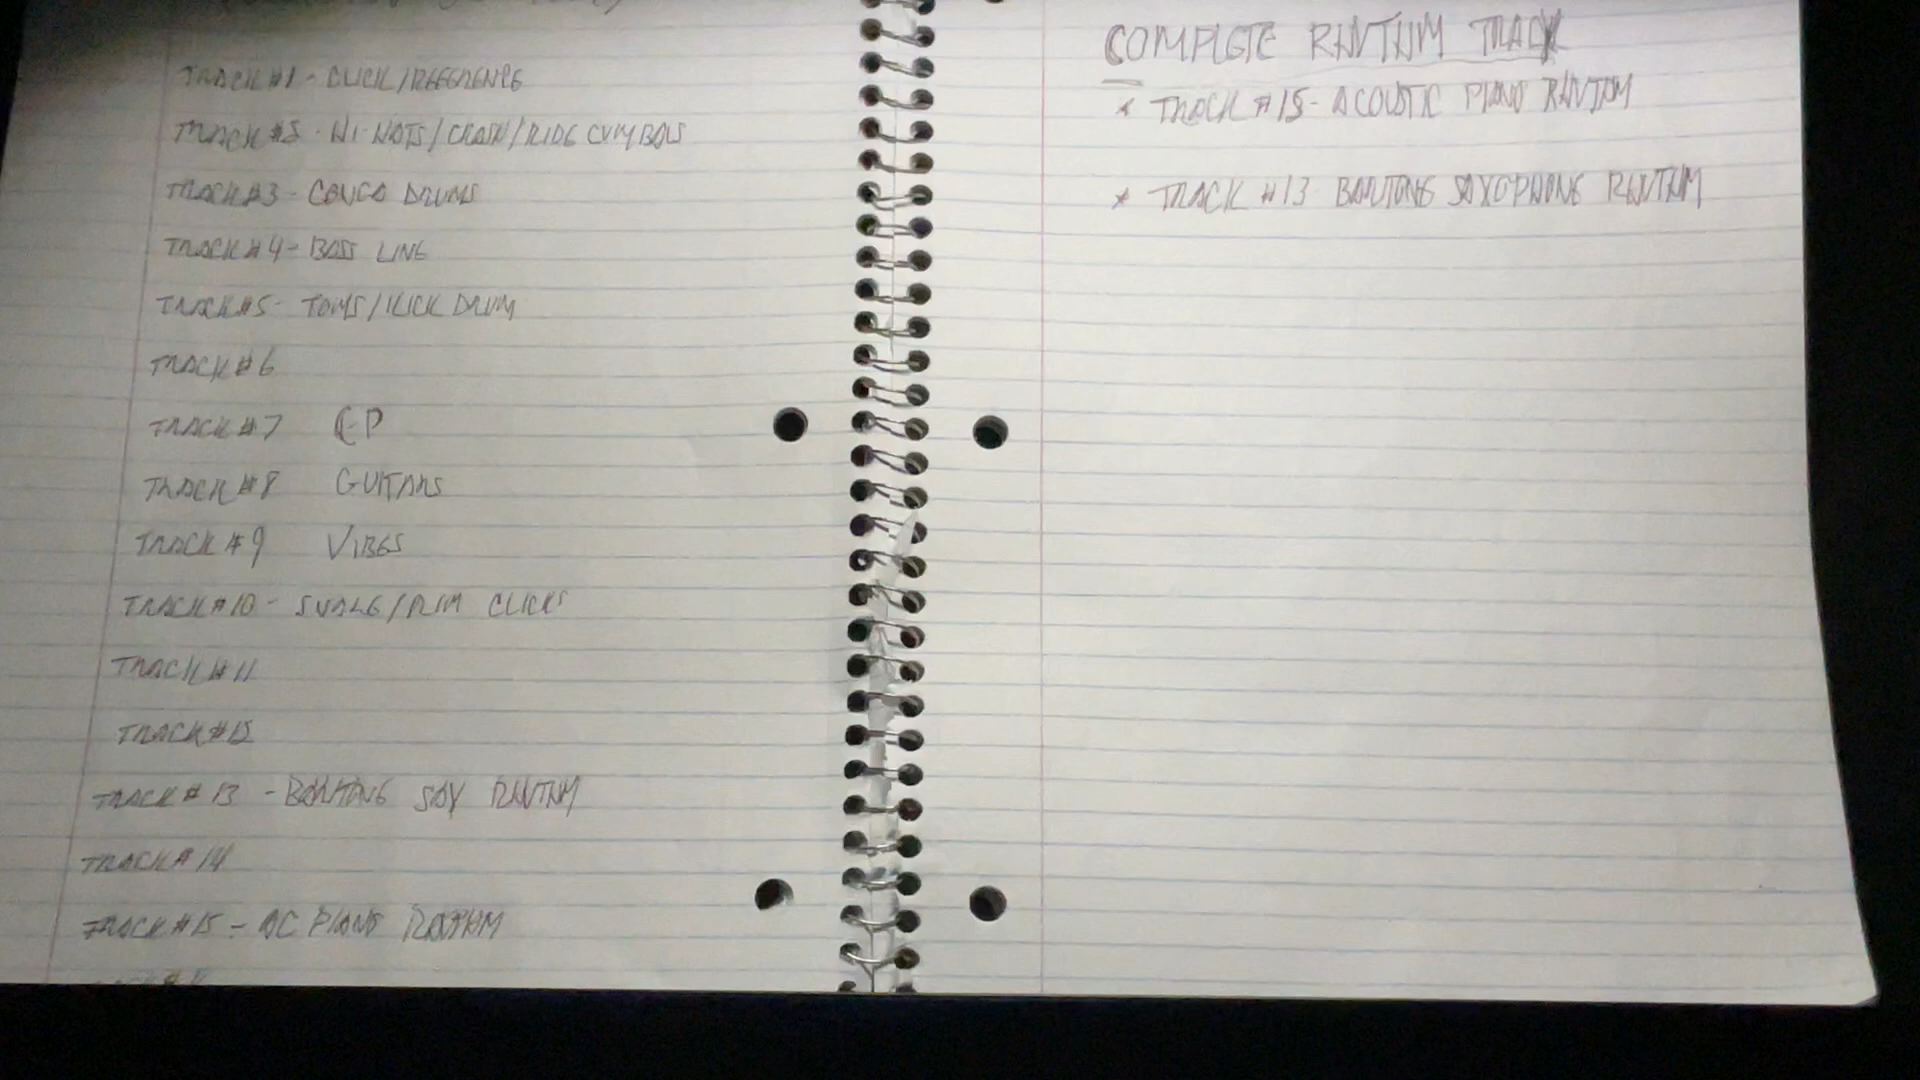 TRACK #1 - CLICK/REFERENCE
TRACK #2 - HI-HATS/CRASH/RIDE CYMBALS
TRACK #3 - CONGA DRUMS
TRACK #4 - BASS LINE
TRACK #5 - TOMS/KICK DRUM
TRACK #6
TRACK #7 EP
TRACK #8 GUITARS
TRACK #9 VIBES
TRACK #10 - SNARE/RIM CLICKS
TRACK #11
TRACK #12
TRACK #13 - BARITONE SAX RHYTHM
TRACK #14
TRACK #15 - AC PIANO RHYTHM
COMPLETE RHYTHM TRACK
* TRACK #15 - ACOUSTIC PIANO RHYTHM
* TRACK #13 BARITONE SAXOPHONE RHYTHM